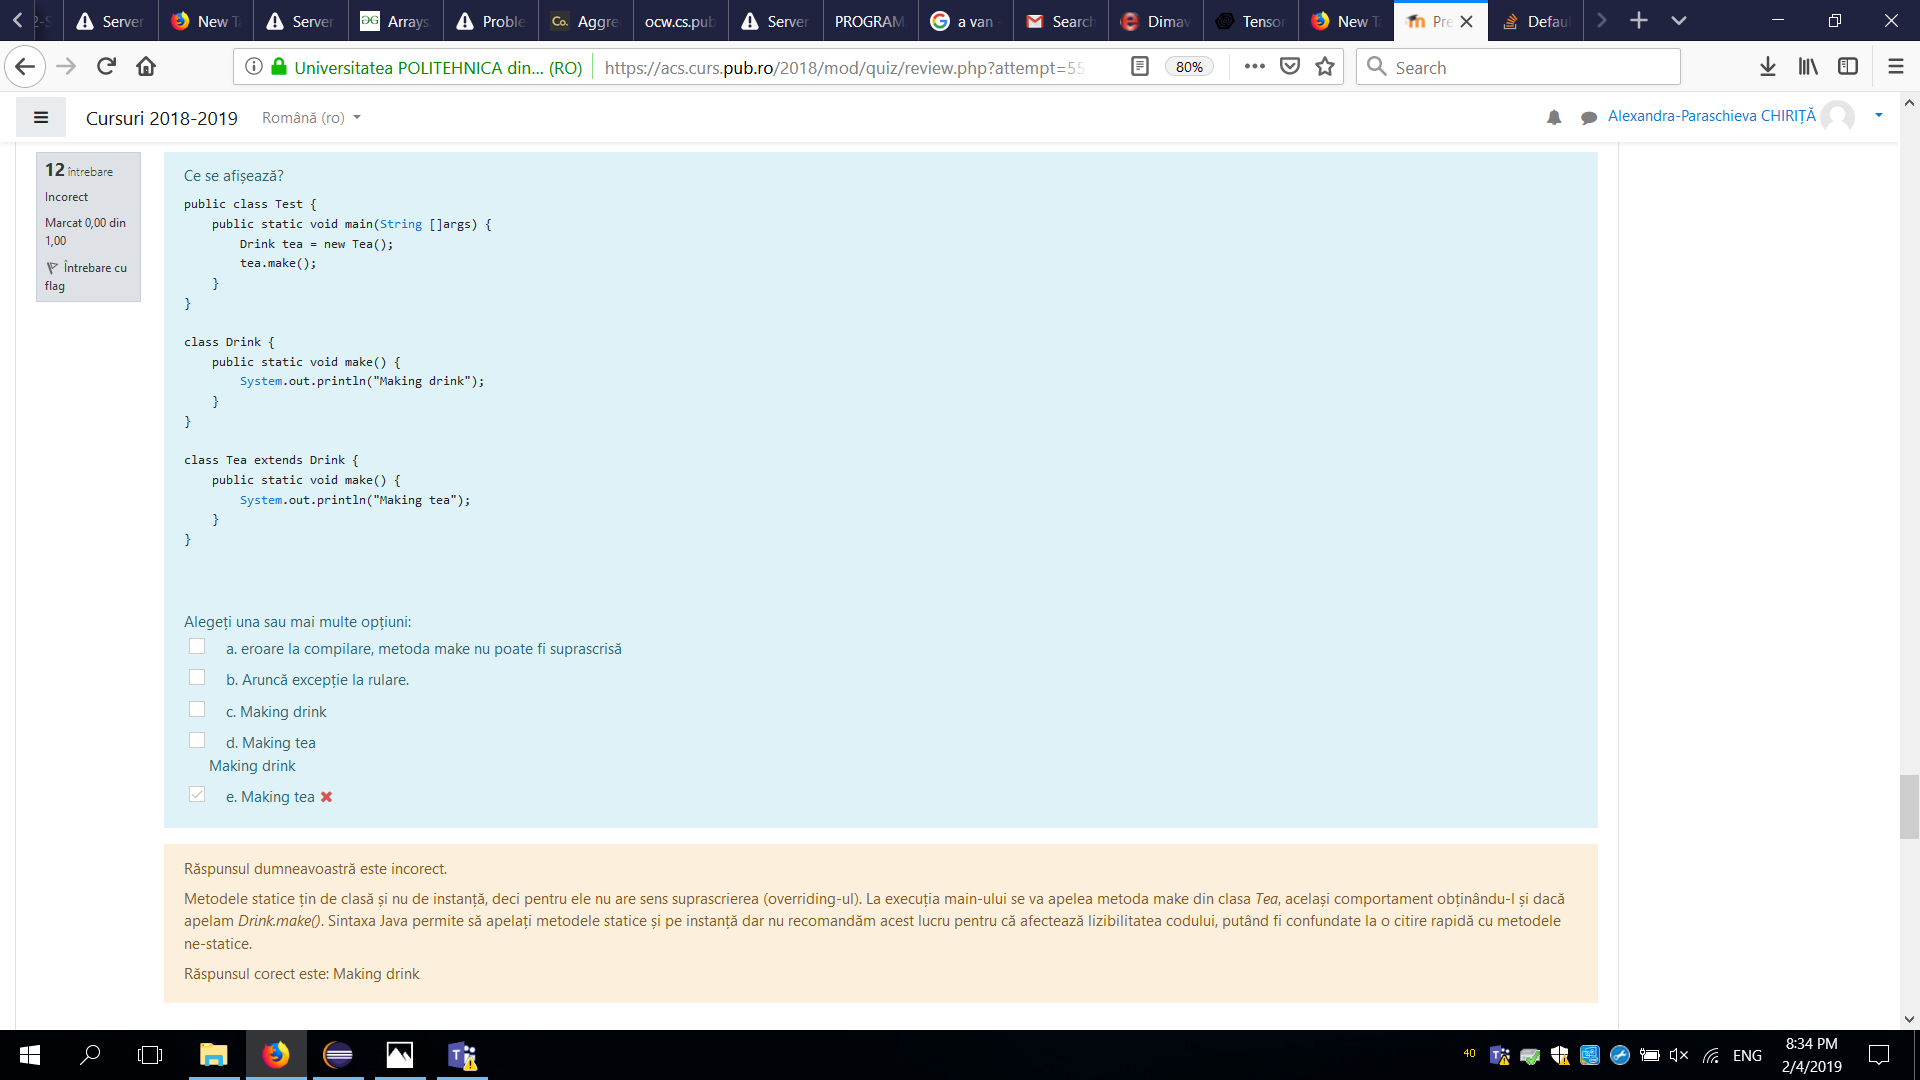 Server
New T
Server
Arrays
Proble
Co. Aggre
ocw.cs.pub
Server
PROGRAM
a van
Search
Dimav
Tensor
New T
Pre
Defau
Universitatea POLITEHNICA din... (RO)
https://acs.curs.pub.ro/2018/mod/quiz/review.php?attempt=55
80%
Search
Cursuri 2018-2019
Română (ro)
Alexandra-Paraschieva CHIRIȚĂ
12 întrebare
Incorect
Marcat 0,00 din
1,00
Întrebare cu
flag
Ce se afișează?
public class Test {
    public static void main(String []args) {
        Drink tea = new Tea();
        tea.make();
    }
}
class Drink {
    public static void make() {
        System.out.println("Making drink");
    }
}
class Tea extends Drink {
    public static void make() {
        System.out.println("Making tea");
    }
}
Alegeți una sau mai multe opțiuni:
a. eroare la compilare, metoda make nu poate fi suprascrisă
b. Aruncă excepție la rulare.
c. Making drink
d. Making tea
Making drink
e. Making tea
Răspunsul dumneavoastră este incorect.
Metodele statice țin de clasă și nu de instanță, deci pentru ele nu are sens suprascrierea (overriding-ul). La execuția main-ului se va apelea metoda make din clasa Tea, același comportament obținându-l și dacă
apelam Drink.make(). Sintaxa Java permite să apelați metodele statice și pe instanță dar nu recomandăm acest lucru pentru că afectează lizibilitatea codului, putând fi confundate la o citire rapidă cu metodele
ne-statice.
Răspunsul corect este: Making drink
40
ENG
8:34 PM
2/4/2019